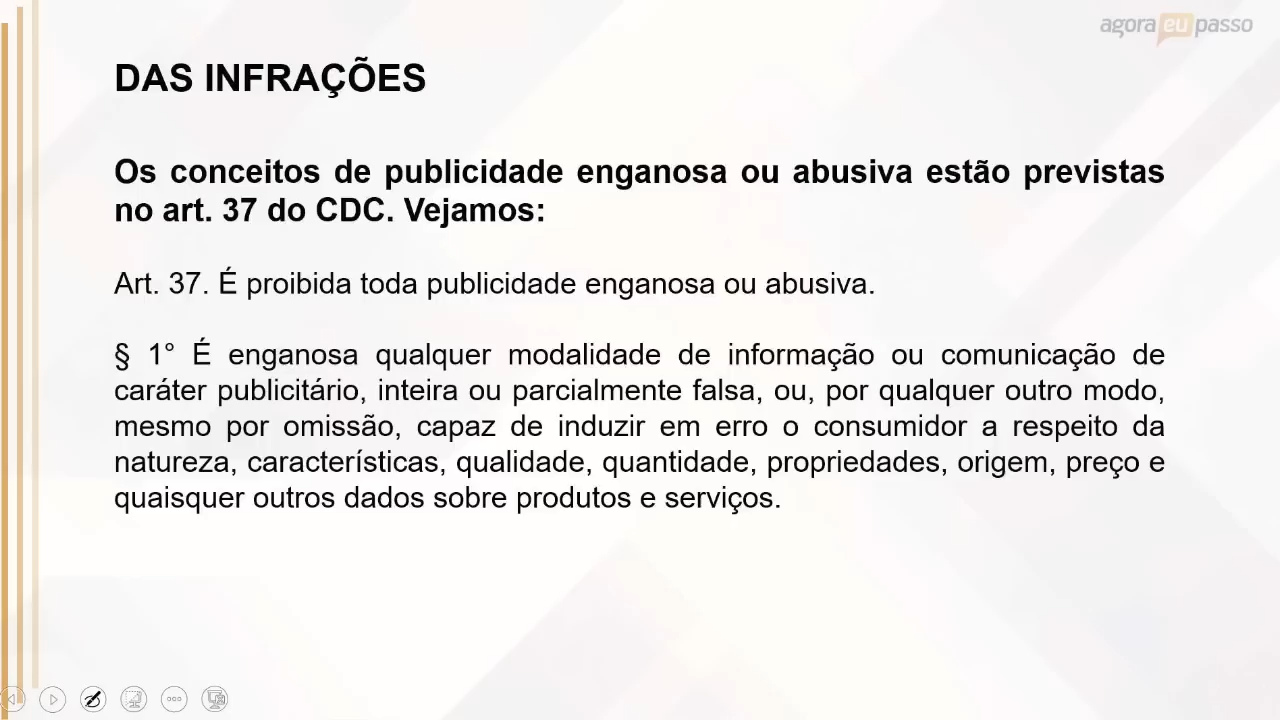 agora eu passo
DAS INFRAÇÕES
Os conceitos de publicidade enganosa ou abusiva estão previstas
no art. 37 do CDC. Vejamos:
Art. 37. É proibida toda publicidade enganosa ou abusiva.
§ 1° É enganosa qualquer modalidade de informação ou comunicação de
caráter publicitário, inteira ou parcialmente falsa, ou, por qualquer outro modo,
mesmo por omissão, capaz de induzir em erro o consumidor a respeito da
natureza, características, qualidade, quantidade, propriedades, origem, preço e
quaisquer outros dados sobre produtos e serviços.